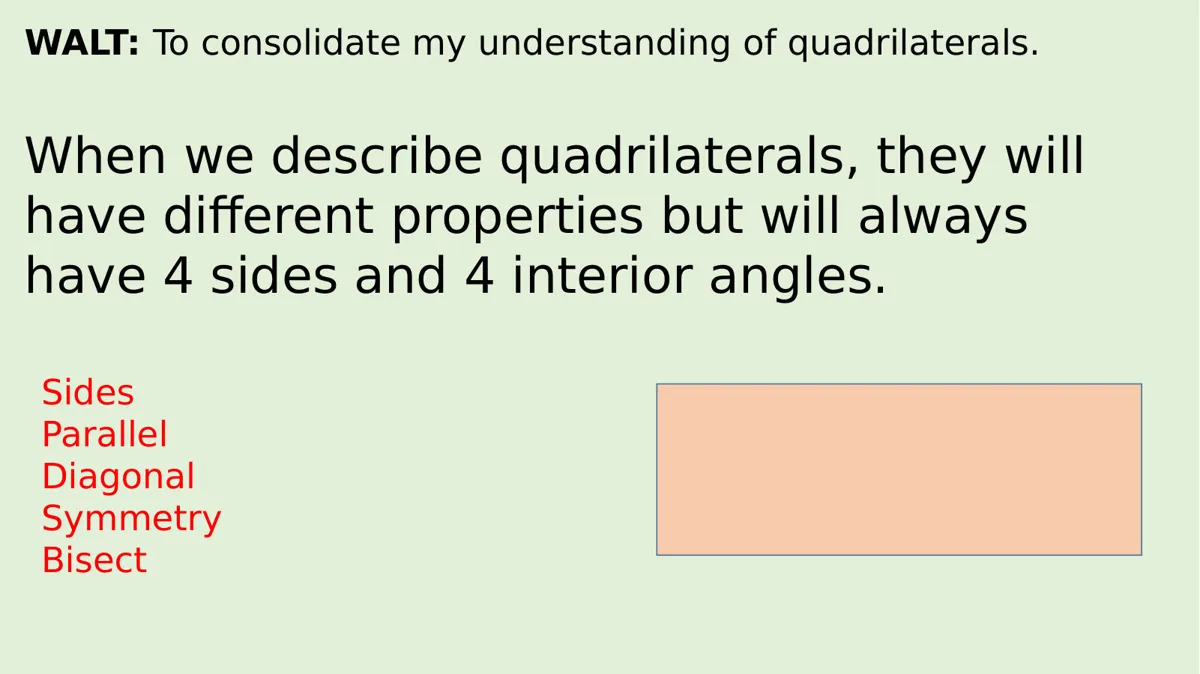 WALT: To consolidate my understanding of quadrilaterals.
When we describe quadrilaterals, they will
have different properties but will always
have 4 sides and 4 interior angles.
Sides
Parallel
Diagonal
Symmetry
Bisect